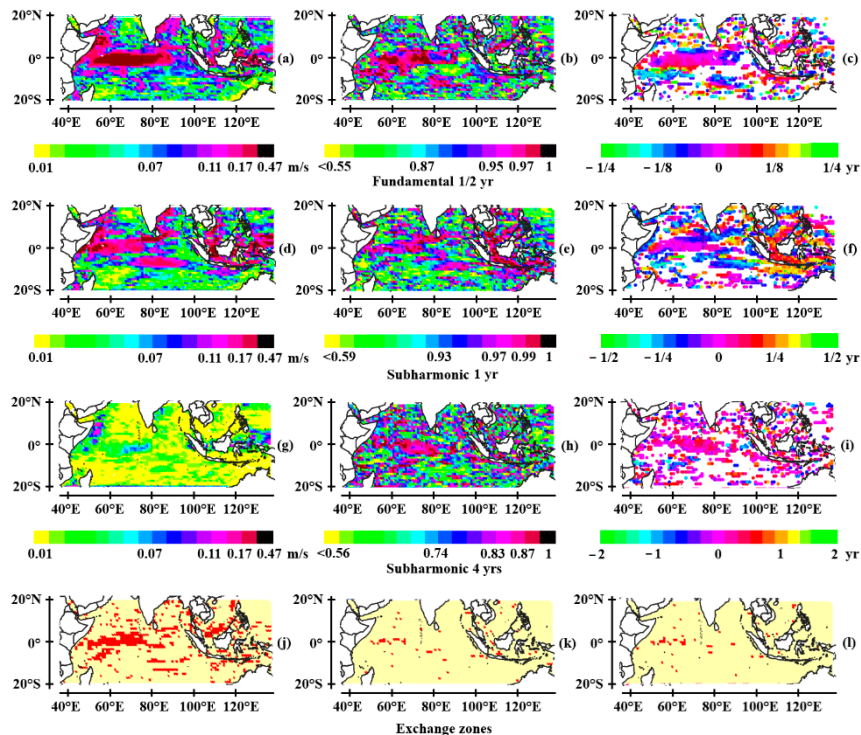 20°N
0°
20°S
(a) (b) (c)
40°E 60°E 80°E 100°E 120°E 40°E 60°E 80°E 100°E 120°E 40°E 60°E 80°E 100°E 120°E
0.01 0.07 0.11 0.17 0.47 m/s <0.55 0.87 0.95 0.97 1 − 1/4 −1/8 0 1/8 1/4 yr
Fundamental 1/2 yr
20°N
0°
20°S
(d) (e) (f)
40°E 60°E 80°E 100°E 120°E 40°E 60°E 80°E 100°E 120°E 40°E 60°E 80°E 100°E 120°E
0.01 0.07 0.11 0.17 0.47 m/s <0.59 0.93 0.97 0.99 1 − 1/2 −1/4 0 1/4 1/2 yr
Subharmonic 1 yr
20°N
0°
20°S
(g) (h) (i)
40°E 60°E 80°E 100°E 120°E 40°E 60°E 80°E 100°E 120°E 40°E 60°E 80°E 100°E 120°E
0.01 0.07 0.11 0.17 0.47 m/s <0.56 0.74 0.83 0.87 1 −2 −1 0 1 2 yr
Subharmonic 4 yrs
20°N
0°
20°S
(j) (k) (l)
40°E 60°E 80°E 100°E 120°E 40°E 60°E 80°E 100°E 120°E 40°E 60°E 80°E 100°E 120°E
Exchange zones